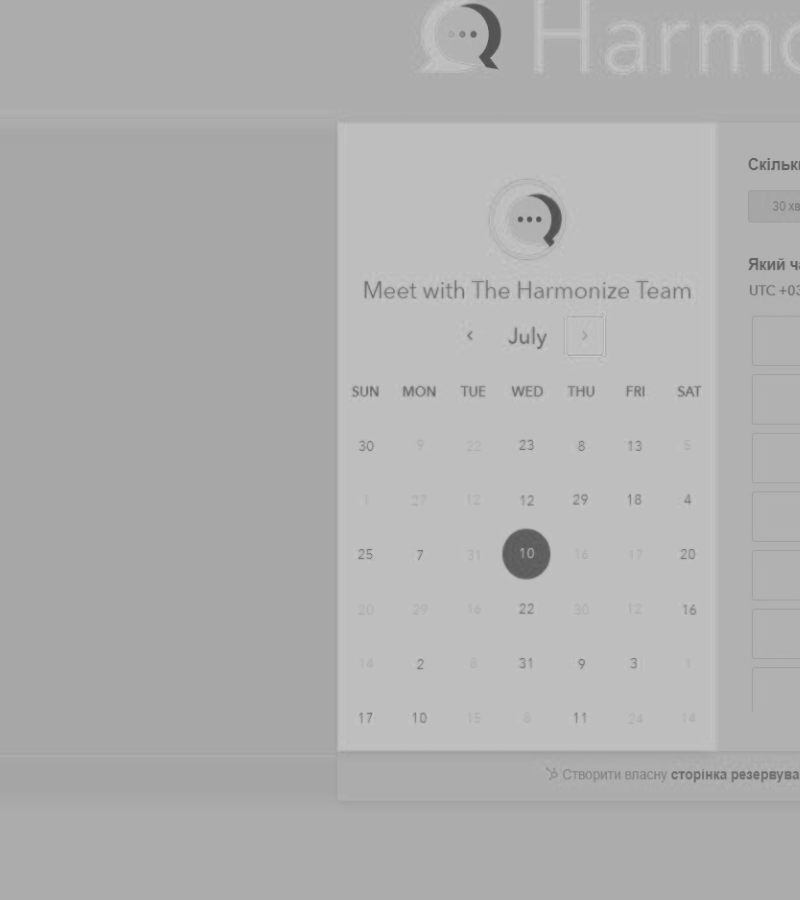 Harmo
Meet with The Harmonize Team
July
SUN MON TUE WED THU FRI SAT
30 9 22 23 8 13 5
1 27 12 12 29 18 4
25 7 31 10 16 17 20
20 29 16 22 30 12 16
14 2 8 31 9 3 1
17 10 15 8 11 24 14
Скільк
30 хв
Який ч
UTC +03
Створити власну сторінка резервува